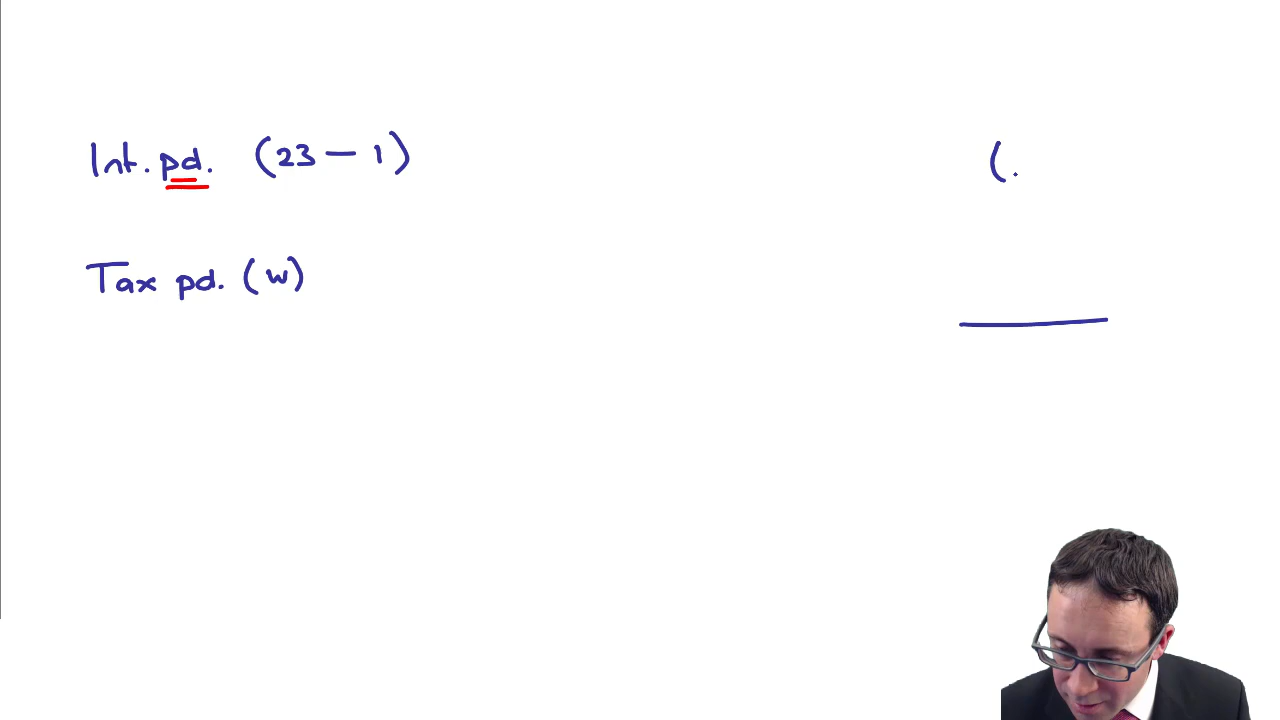 Int. pd. (23 – 1) (.
Tax pd. (w)